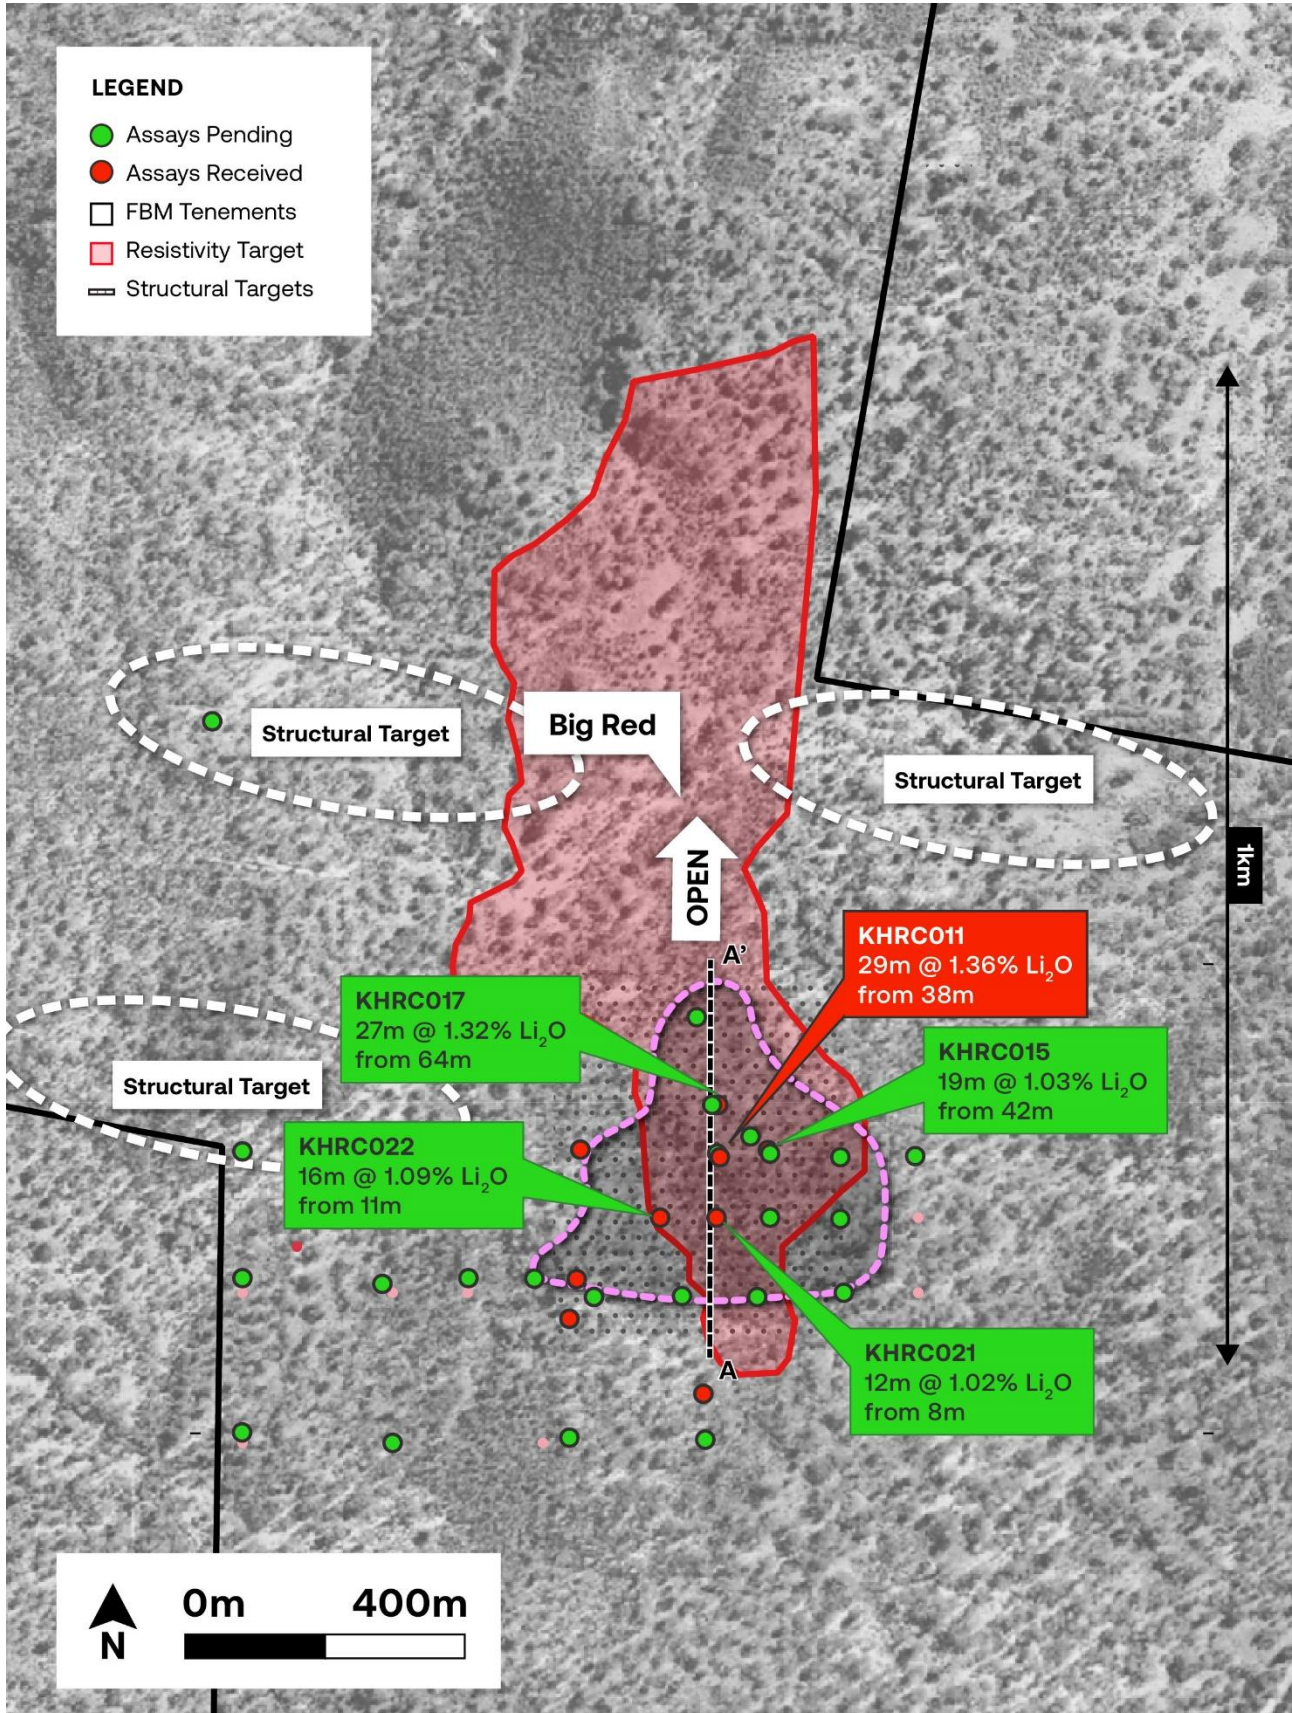 LEGEND
Assays Pending
Assays Received
FBM Tenements
Resistivity Target
Structural Targets
Structural Target
Big Red
Structural Target
1km
OPEN
A'
KHRC011
29m @ 1.36% Li₂O
from 38m
KHRC017
27m @ 1.32% Li₂O
from 64m
KHRC015
19m @ 1.03% Li₂O
from 42m
Structural Target
KHRC022
16m @ 1.09% Li₂O
from 11m
KHRC021
12m @ 1.02% Li₂O
from 8m
A
0m 400m
N